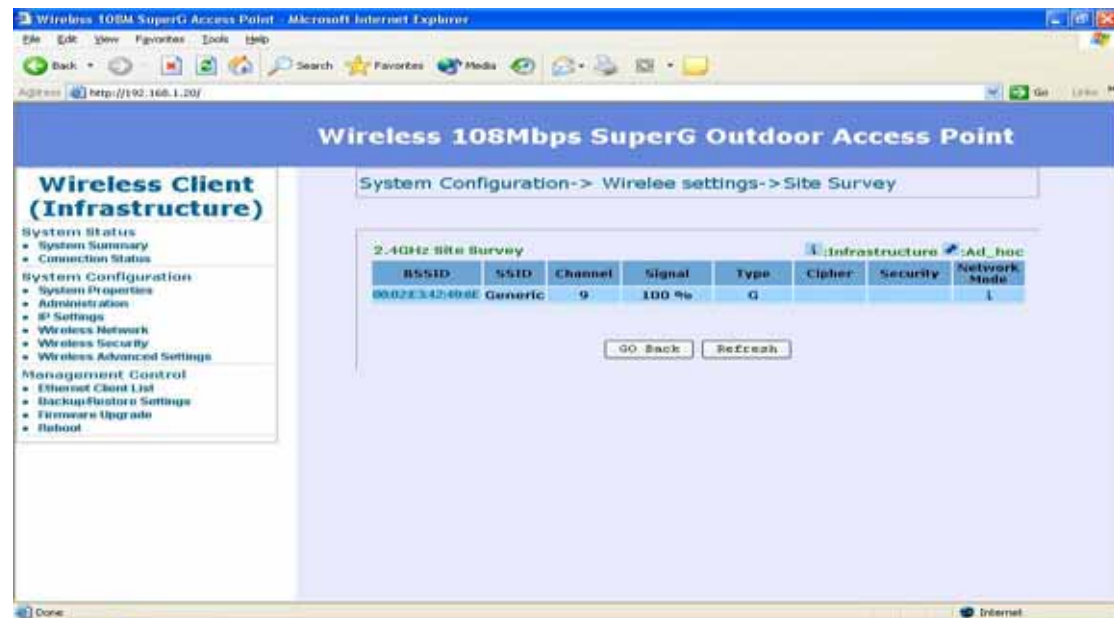 Wireless 108M SuperG Access Point - Microsoft Internet Explorer
File Edit View Favorites Tools Help
Back Search Favorites Media
Address http://192.168.1.20/ Go Links
Wireless 108Mbps SuperG Outdoor Access Point
Wireless Client
(Infrastructure)
System Status
System Summary
Connection Status
System Configuration
System Properties
Administration
IP Settings
Wireless Network
Wireless Security
Wireless Advanced Settings
Management Control
Ethernet Client List
Backup/Restore Settings
Firmware Upgrade
Reboot
System Configuration-> Wirelee settings->Site Survey
2.4GHz Site Survey i :Infrastructure :Ad_hoc
BSSID SSID Channel Signal Type Cipher Security Network Mode
Generic 9 100 % G i
GO Back Refresh
Done Internet